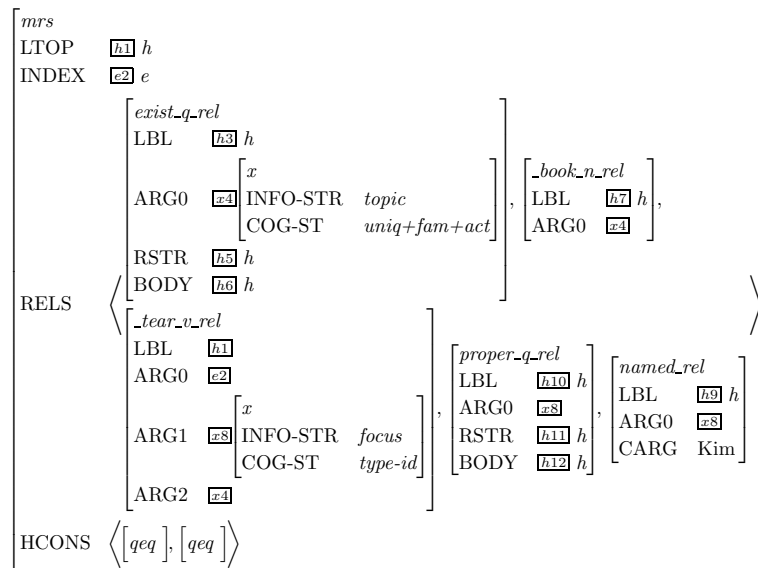 mrs
LTOP h1 h
INDEX e2 e
exist_q_rel
LBL h3 h
ARG0 x4 x
INFO-STR topic
COG-ST uniq+fam+act
RSTR h5 h
BODY h6 h
_book_n_rel
LBL h7 h
ARG0 x4
RELS
_tear_v_rel
LBL h1
ARG0 e2
ARG1 x8 x
INFO-STR focus
COG-ST type-id
ARG2 x4
proper_q_rel
LBL h10 h
ARG0 x8
RSTR h11 h
BODY h12 h
named_rel
LBL h9 h
ARG0 x8
CARG Kim
HCONS ⟨[qeq ], [qeq ]⟩